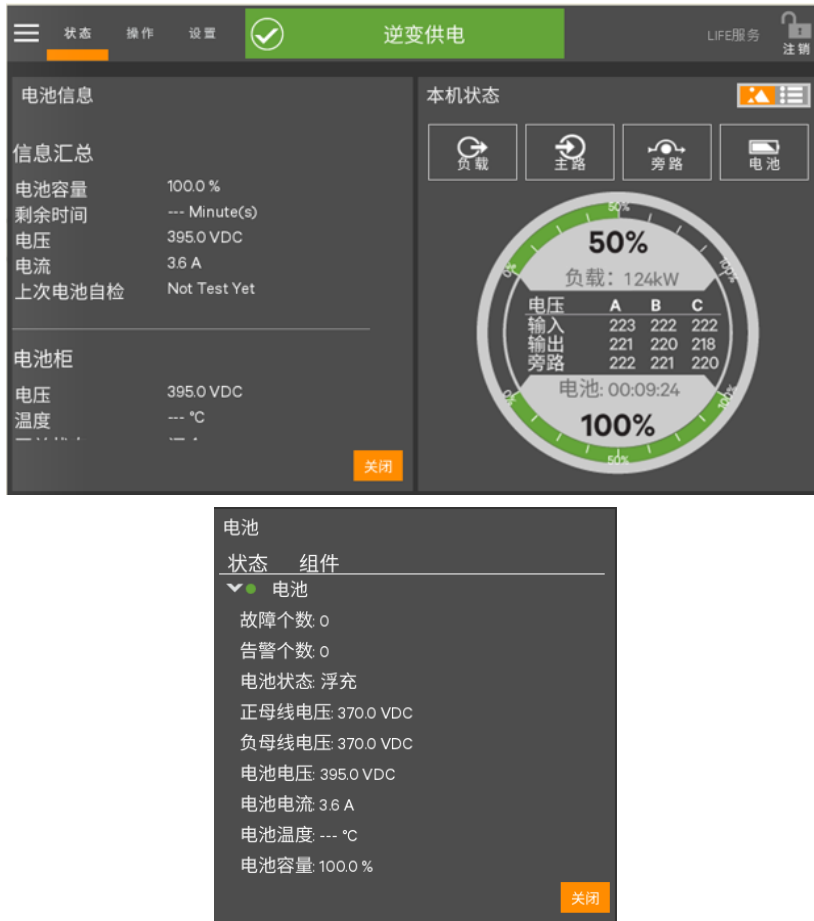 状态 操作 设置 逆变供电 LIFE服务 注销
电池信息
信息汇总
电池容量 100.0 %
剩余时间 --- Minute(s)
电压 395.0 VDC
电流 3.6 A
上次电池自检 Not Test Yet
电池柜
电压 395.0 VDC
温度 --- °C
关闭
本机状态
负载 主路 旁路 电池
50%
0% 100%
50%
负载: 124kW
电压 A B C
输入 223 222 222
输出 221 220 218
旁路 222 221 220
电池: 00:09:24
0% 100%
100%
50%
电池
状态 组件
电池
故障个数: 0
告警个数: 0
电池状态: 浮充
正母线电压: 370.0 VDC
负母线电压: 370.0 VDC
电池电压: 395.0 VDC
电池电流: 3.6 A
电池温度: --- °C
电池容量: 100.0 %
关闭